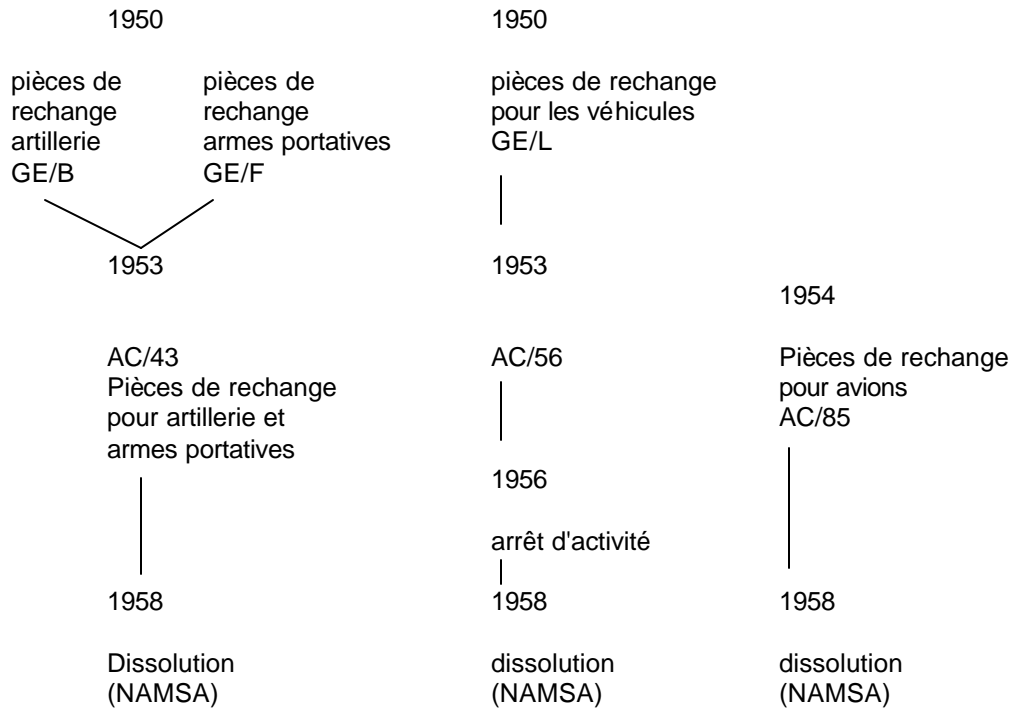 1950
pièces de
rechange
artillerie
GE/B
pièces de
rechange
armes portatives
GE/F
1953
AC/43
Pièces de rechange
pour artillerie et
armes portatives
1958
Dissolution
(NAMSA)
1950
pièces de rechange
pour les véhicules
GE/L
1953
AC/56
1956
arrêt d'activité
1958
dissolution
(NAMSA)
1954
Pièces de rechange
pour avions
AC/85
1958
dissolution
(NAMSA)